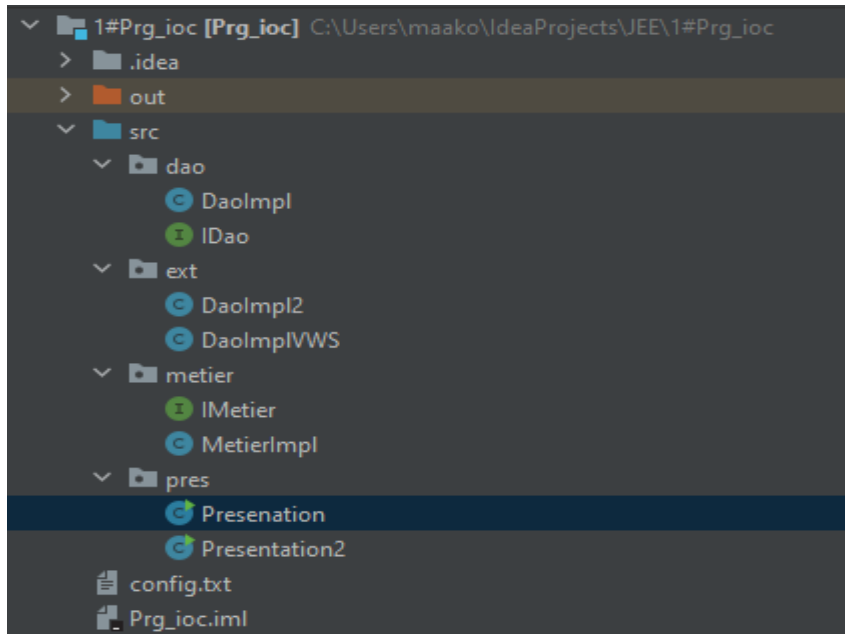 1#Prg_ioc [Prg_ioc] C:\Users\maako\IdeaProjects\JEE\1#Prg_ioc
.idea
out
src
dao
C DaoImpl
I IDao
ext
C DaoImpl2
C DaoImplVWS
metier
I IMetier
C MetierImpl
pres
C Presenation
C Presentation2
config.txt
Prg_ioc.iml